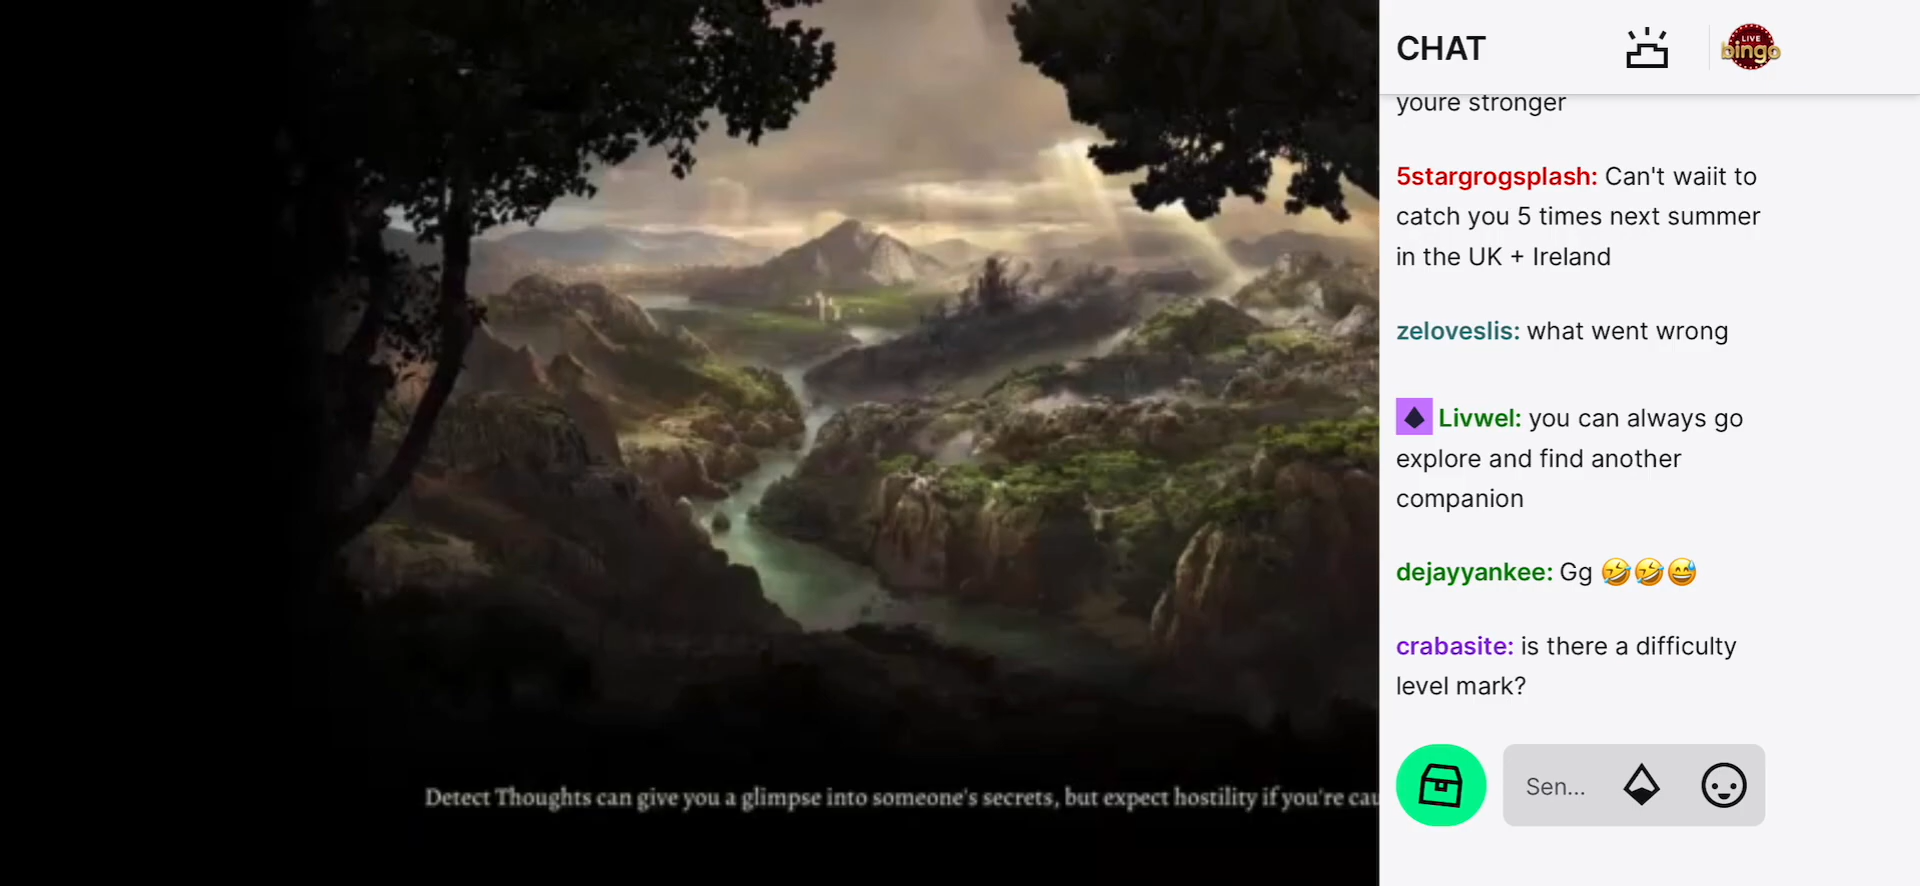 CHAT
LIVE
bingo
youre stronger
5stargrogsplash: Can't waiit to
catch you 5 times next summer
in the UK + Ireland
zeloveslis: what went wrong
Livwel: you can always go
explore and find another
companion
dejayyankee: Gg 🤣🤣😅
crabasite: is there a difficulty
level mark?
Sen...
Detect Thoughts can give you a glimpse into someone's secrets, but expect hostility if you're